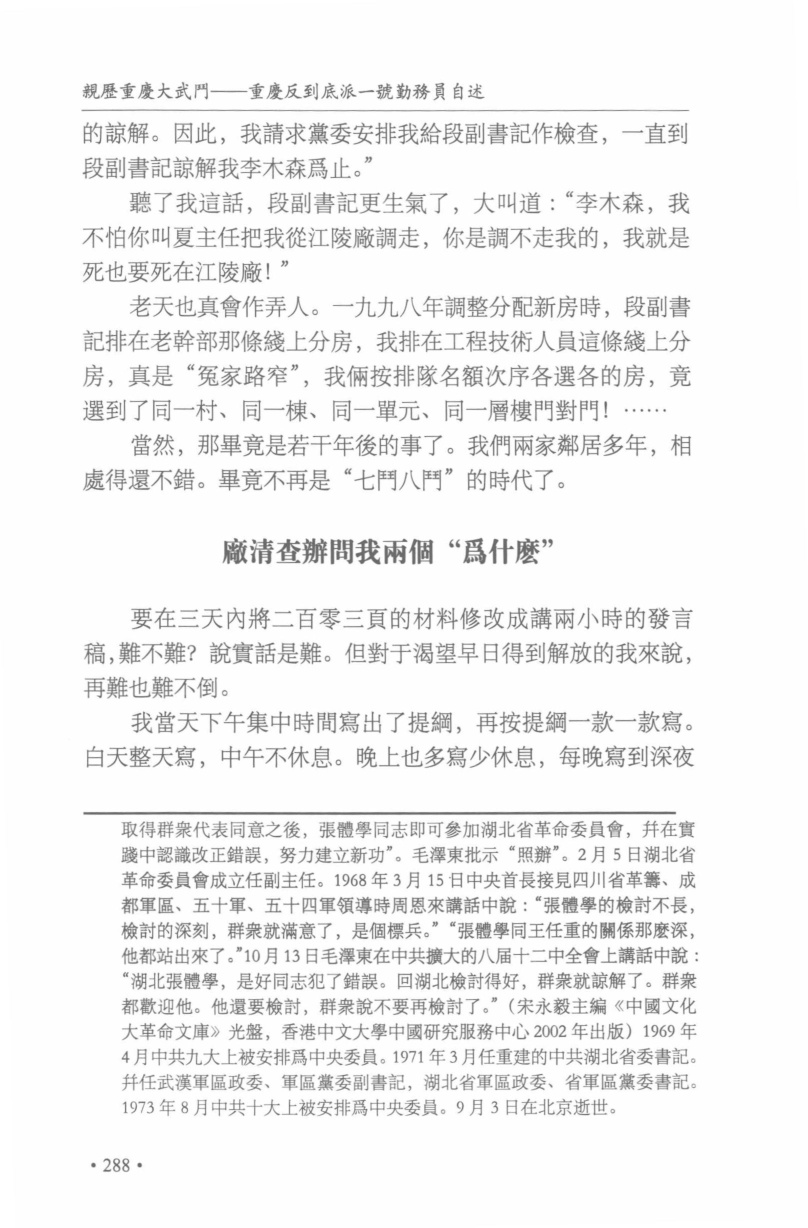 親歷重慶大武鬥——重慶反到底派一號勤務員自述
的諒解。因此，我請求黨委安排我給段副書記作檢查，一直到
段副書記諒解我李木森爲止。”
聽了我這話，段副書記更生氣了，大叫道：“李木森，我
不怕你叫夏主任把我從江陵廠調走，你是調不走我的，我就是
死也要死在江陵廠！”
老天也真會作弄人。一九九八年調整分配新房時，段副書
記排在老幹部那條綫上分房，我排在工程技術人員這條綫上分
房，真是“冤家路窄”，我倆按排隊名額次序各選各的房，竟
選到了同一村、同一棟、同一單元、同一層樓門對門！……
當然，那畢竟是若干年後的事了。我們兩家鄰居多年，相
處得還不錯。畢竟不再是“七鬥八鬥”的時代了。
廠清查辦問我兩個“爲什麽”
要在三天內將二百零三頁的材料修改成講兩小時的發言
稿，難不難？說實話是難。但對于渴望早日得到解放的我來說，
再難也難不倒。
我當天下午集中時間寫出了提綱，再按提綱一款一款寫。
白天整天寫，中午不休息。晚上也多寫少休息，每晚寫到深夜
取得群衆代表同意之後，張體學同志即可參加湖北省革命委員會，幷在實
踐中認識改正錯誤，努力建立新功”。毛澤東批示“照辦”。2月5日湖北省
革命委員會成立任副主任。1968年3月15日中央首長接見四川省革籌、成
都軍區、五十軍、五十四軍領導時周恩來講話中說：“張體學的檢討不長，
檢討的深刻，群衆就滿意了，是個標兵。”“張體學同王任重的關係那麽深，
他都站出來了。”10月13日毛澤東在中共擴大的八届十二中全會上講話中說：
“湖北張體學，是好同志犯了錯誤。回湖北檢討得好，群衆就諒解了。群衆
都歡迎他。他還要檢討，群衆說不要再檢討了。”（宋永毅主編《中國文化
大革命文庫》光盤，香港中文大學中國研究服務中心2002年出版）1969年
4月中共九大上被安排爲中央委員。1971年3月任重建的中共湖北省委書記。
幷任武漢軍區政委、軍區黨委副書記，湖北省軍區政委、省軍區黨委書記。
1973年8月中共十大上被安排爲中央委員。9月3日在北京逝世。
·288·